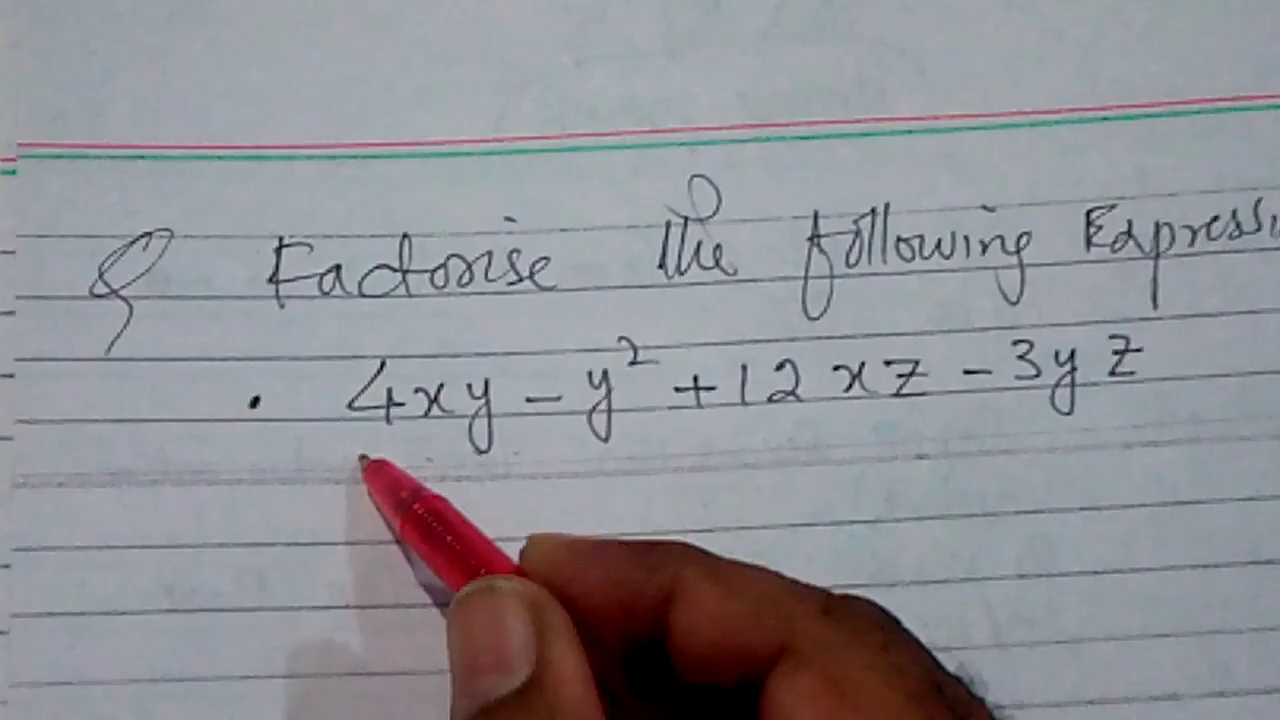 Q Factorise the following Expressi
. 4xy - y² + 12xz - 3yz